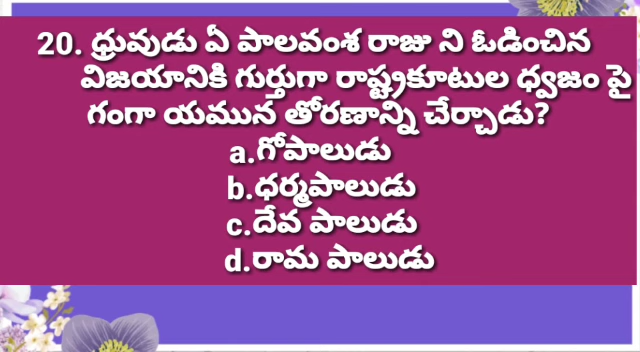 20. ధ్రువుడు ఏ పాలవంశ రాజు ని ఓడించిన
విజయానికి గుర్తుగా రాష్ట్రకూటుల ధ్వజం పై
గంగా యమున తోరణాన్ని చేర్చాడు?
a.గోపాలుడు
b.ధర్మపాలుడు
c.దేవ పాలుడు
d.రామ పాలుడు